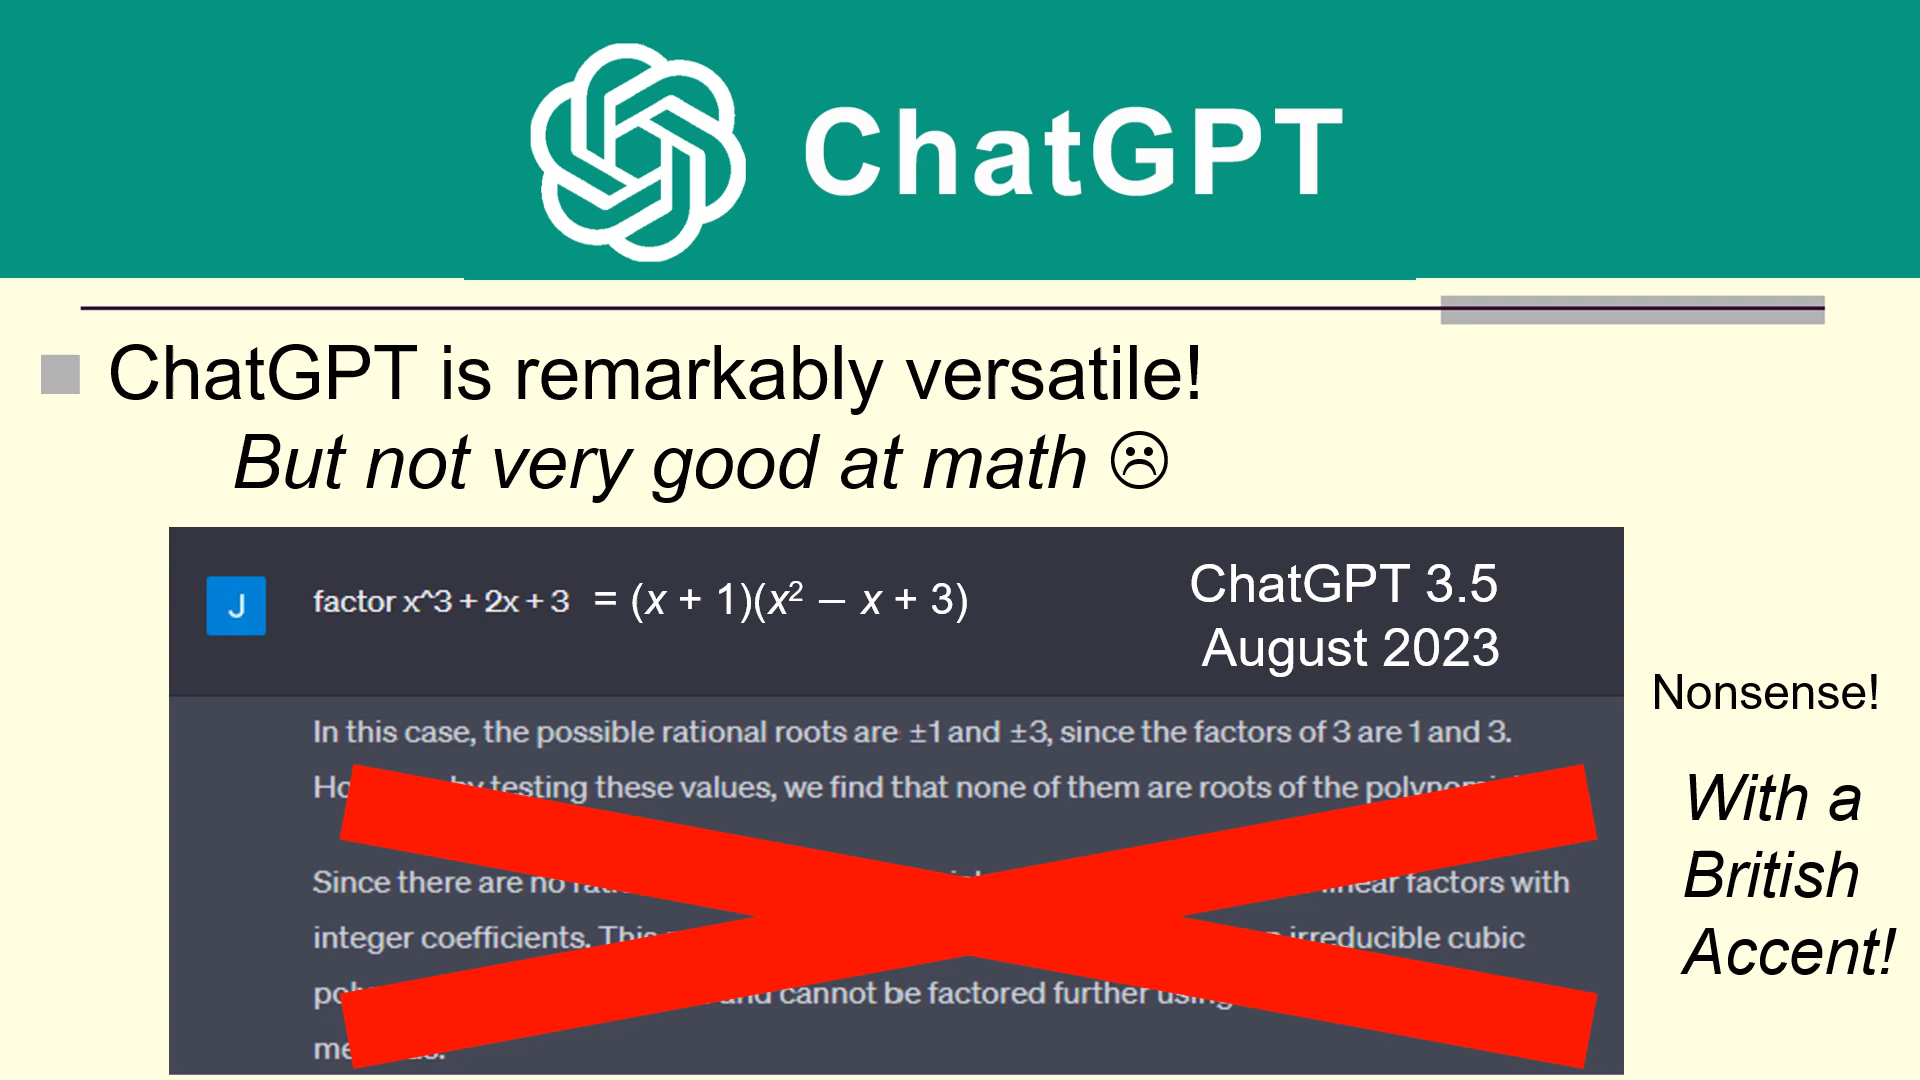 ChatGPT
ChatGPT is remarkably versatile!
But not very good at math ☹
J
factor x^3 + 2x + 3 = (x + 1)(x² – x + 3)
ChatGPT 3.5
August 2023
In this case, the possible rational roots are ±1 and ±3, since the factors of 3 are 1 and 3.
testing these values, we find that none of them are roots of the
Since there are no factors with
integer coefficients. irreducible cubic
cannot be factored further
Nonsense!
With a
British
Accent!